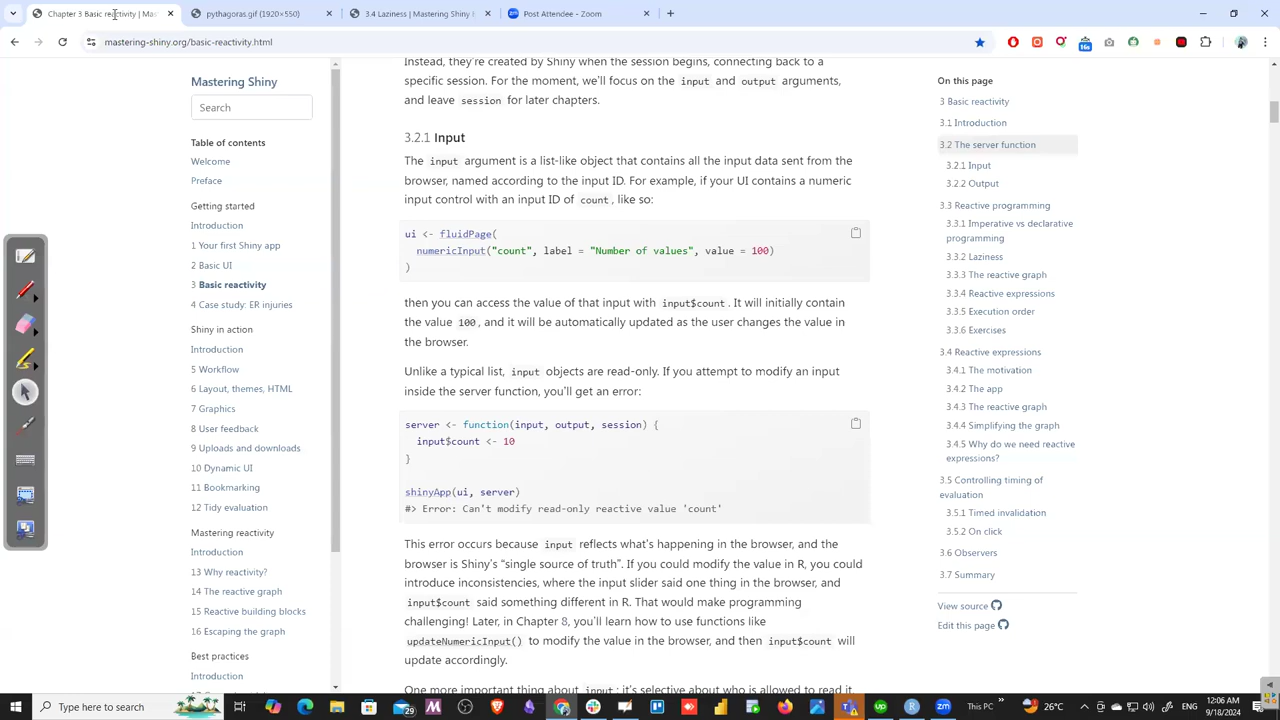 Chapter 3 Basic reactivity | Mas
pythagoras.gif (1920×550)
3.4 Laziness | Mastering Shiny
Post Attendee - Zoom
mastering-shiny.org/basic-reactivity.html
Mastering Shiny
Search
Table of contents
Welcome
Preface
Getting started
Introduction
1 Your first Shiny app
2 Basic UI
3 Basic reactivity
4 Case study: ER injuries
Shiny in action
Introduction
5 Workflow
6 Layout, themes, HTML
7 Graphics
8 User feedback
9 Uploads and downloads
10 Dynamic UI
11 Bookmarking
12 Tidy evaluation
Mastering reactivity
Introduction
13 Why reactivity?
14 The reactive graph
15 Reactive building blocks
16 Escaping the graph
Best practices
Introduction
Instead, they're created by Shiny when the session begins, connecting back to a
specific session. For the moment, we'll focus on the input and output arguments,
and leave session for later chapters.
3.2.1 Input
The input argument is a list-like object that contains all the input data sent from the
browser, named according to the input ID. For example, if your UI contains a numeric
input control with an input ID of count, like so:
ui <- fluidPage(
numericInput("count", label = "Number of values", value = 100)
)
then you can access the value of that input with input$count. It will initially contain
the value 100, and it will be automatically updated as the user changes the value in
the browser.
Unlike a typical list, input objects are read-only. If you attempt to modify an input
inside the server function, you'll get an error:
server <- function(input, output, session) {
input$count <- 10
}
shinyApp(ui, server)
#> Error: Can't modify read-only reactive value 'count'
This error occurs because input reflects what's happening in the browser, and the
browser is Shiny's “single source of truth”. If you could modify the value in R, you could
introduce inconsistencies, where the input slider said one thing in the browser, and
input$count said something different in R. That would make programming
challenging! Later, in Chapter 8, you'll learn how to use functions like
updateNumericInput() to modify the value in the browser, and then input$count will
update accordingly.
One more important thing about input: it's selective about who is allowed to read it.
On this page
3 Basic reactivity
3.1 Introduction
3.2 The server function
3.2.1 Input
3.2.2 Output
3.3 Reactive programming
3.3.1 Imperative vs declarative
programming
3.3.2 Laziness
3.3.3 The reactive graph
3.3.4 Reactive expressions
3.3.5 Execution order
3.3.6 Exercises
3.4 Reactive expressions
3.4.1 The motivation
3.4.2 The app
3.4.3 The reactive graph
3.4.4 Simplifying the graph
3.4.5 Why do we need reactive
expressions?
3.5 Controlling timing of
evaluation
3.5.1 Timed invalidation
3.5.2 On click
3.6 Observers
3.7 Summary
View source
Edit this page
Type here to search
29
This PC
26°C
12:06 AM
9/18/2024